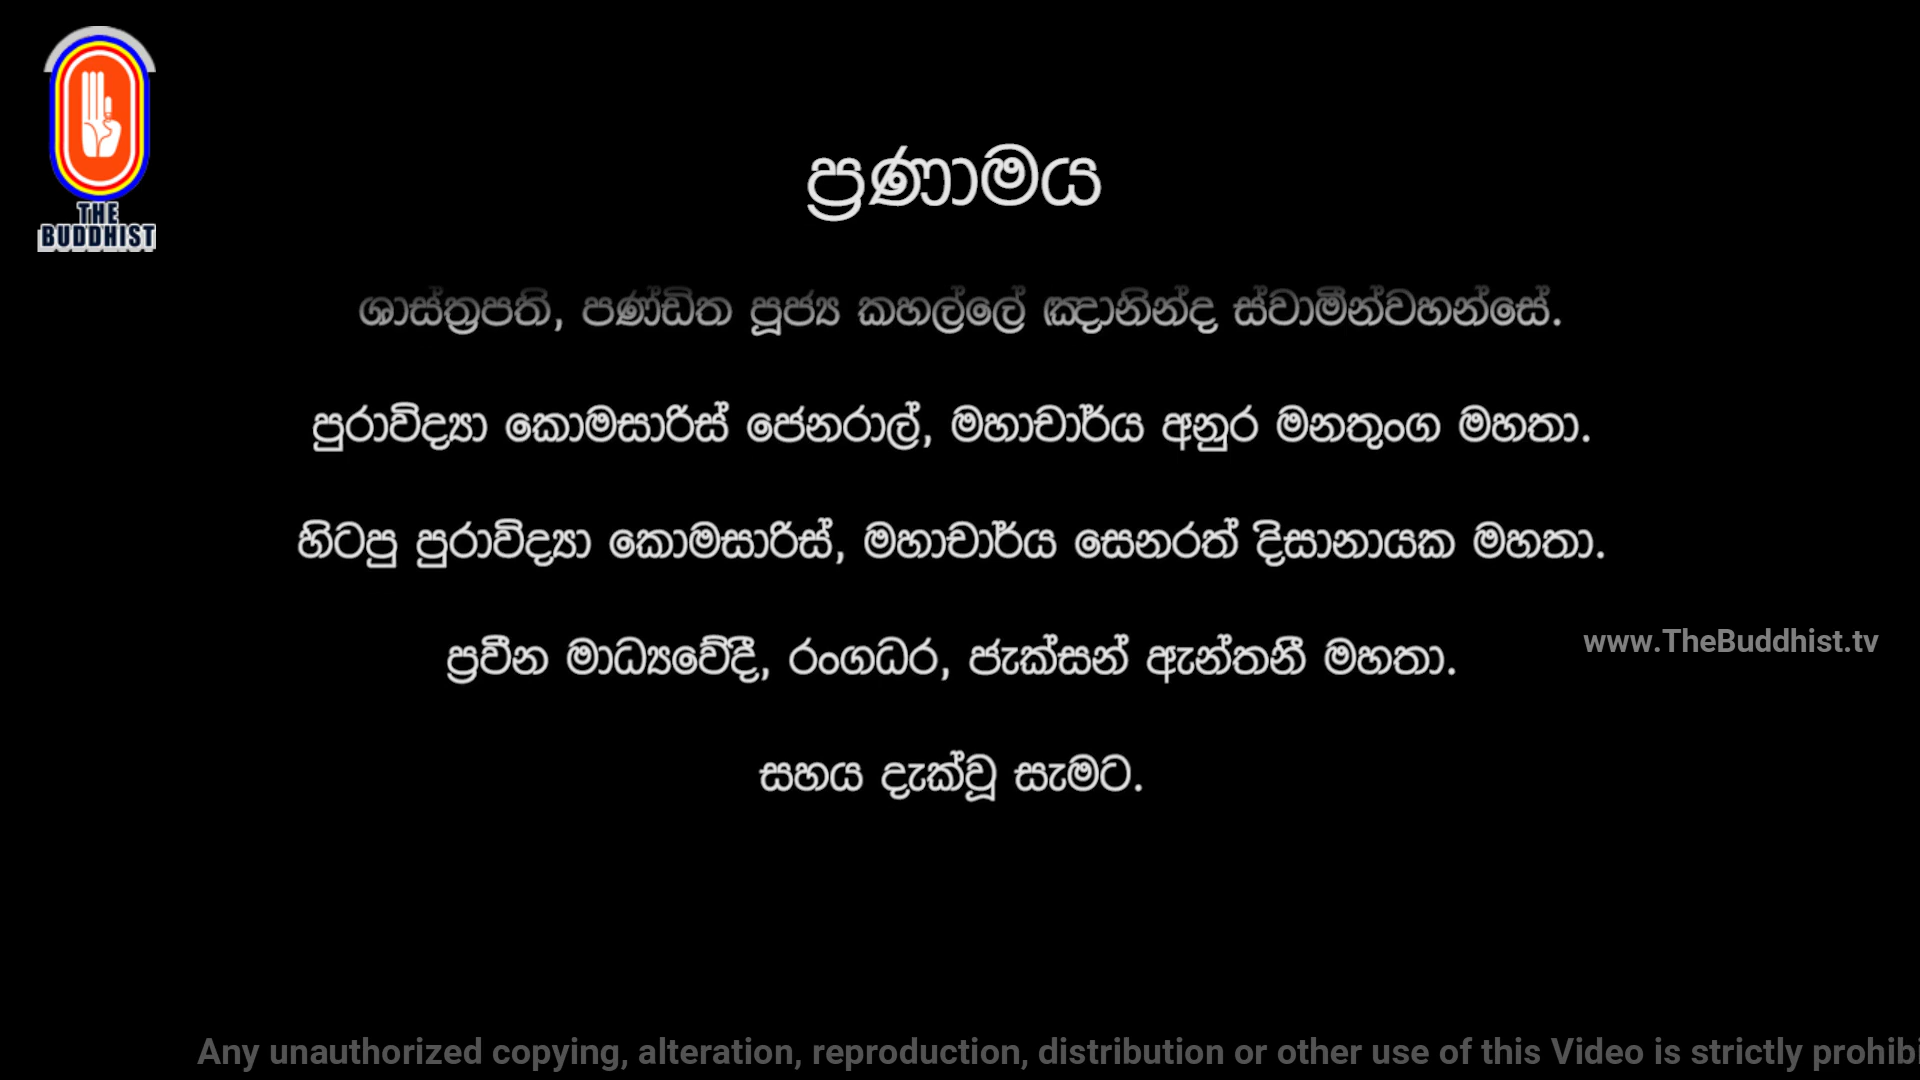 THE
BUDDHIST
ප්‍රණාමය
ශාස්ත්‍රපති, පණ්ඩිත පූජ්‍ය කහල්ලේ ඤානින්ද ස්වාමීන්වහන්සේ.
පුරාවිද්‍යා කොමසාරිස් ජෙනරාල්, මහාචාර්ය අනුර මනතුංග මහතා.
හිටපු පුරාවිද්‍යා කොමසාරිස්, මහාචාර්ය සෙනරත් දිසානායක මහතා.
ප්‍රවීන මාධ්‍යවේදී, රංගධර, ජැක්සන් ඇන්තනී මහතා.
www.TheBuddhist.tv
සහය දැක්වූ සැමට.
Any unauthorized copying, alteration, reproduction, distribution or other use of this Video is strictly prohibi